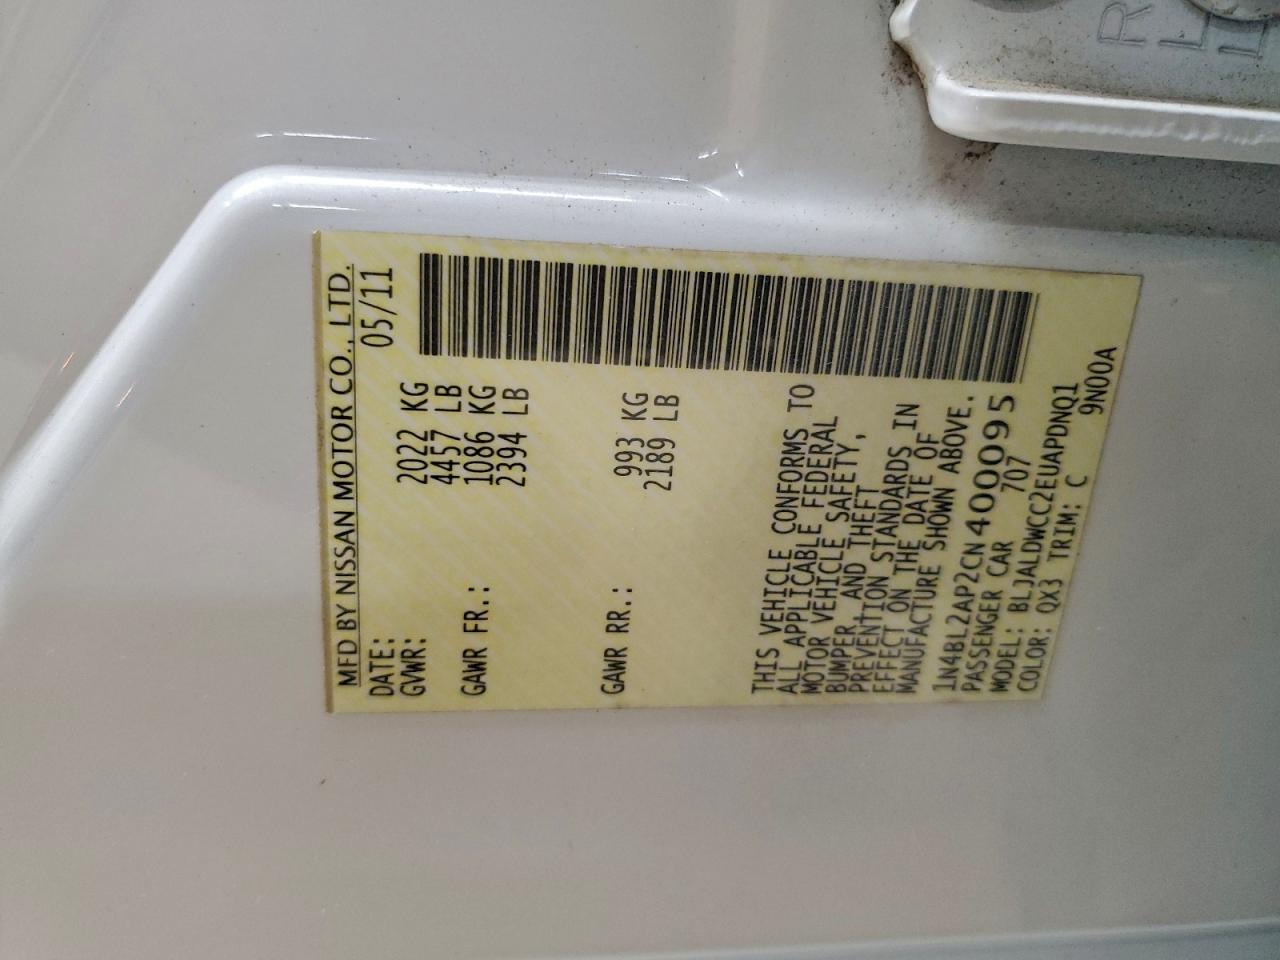 MFD BY NISSAN MOTOR CO., LTD.
DATE: 05/11
GVWR: 2022 KG
4457 LB
GAWR FR.: 1086 KG
2394 LB
GAWR RR.: 993 KG
2189 LB
THIS VEHICLE CONFORMS TO
ALL APPLICABLE FEDERAL
MOTOR VEHICLE SAFETY,
BUMPER, AND THEFT
PREVENTION STANDARDS IN
EFFECT ON THE DATE OF
MANUFACTURE SHOWN ABOVE.
1N4BL2AP2CN400095
PASSENGER CAR 707
MODEL: BLJALDWCC2EUAPDNQ1
COLOR: QX3 TRIM: C 9N00A